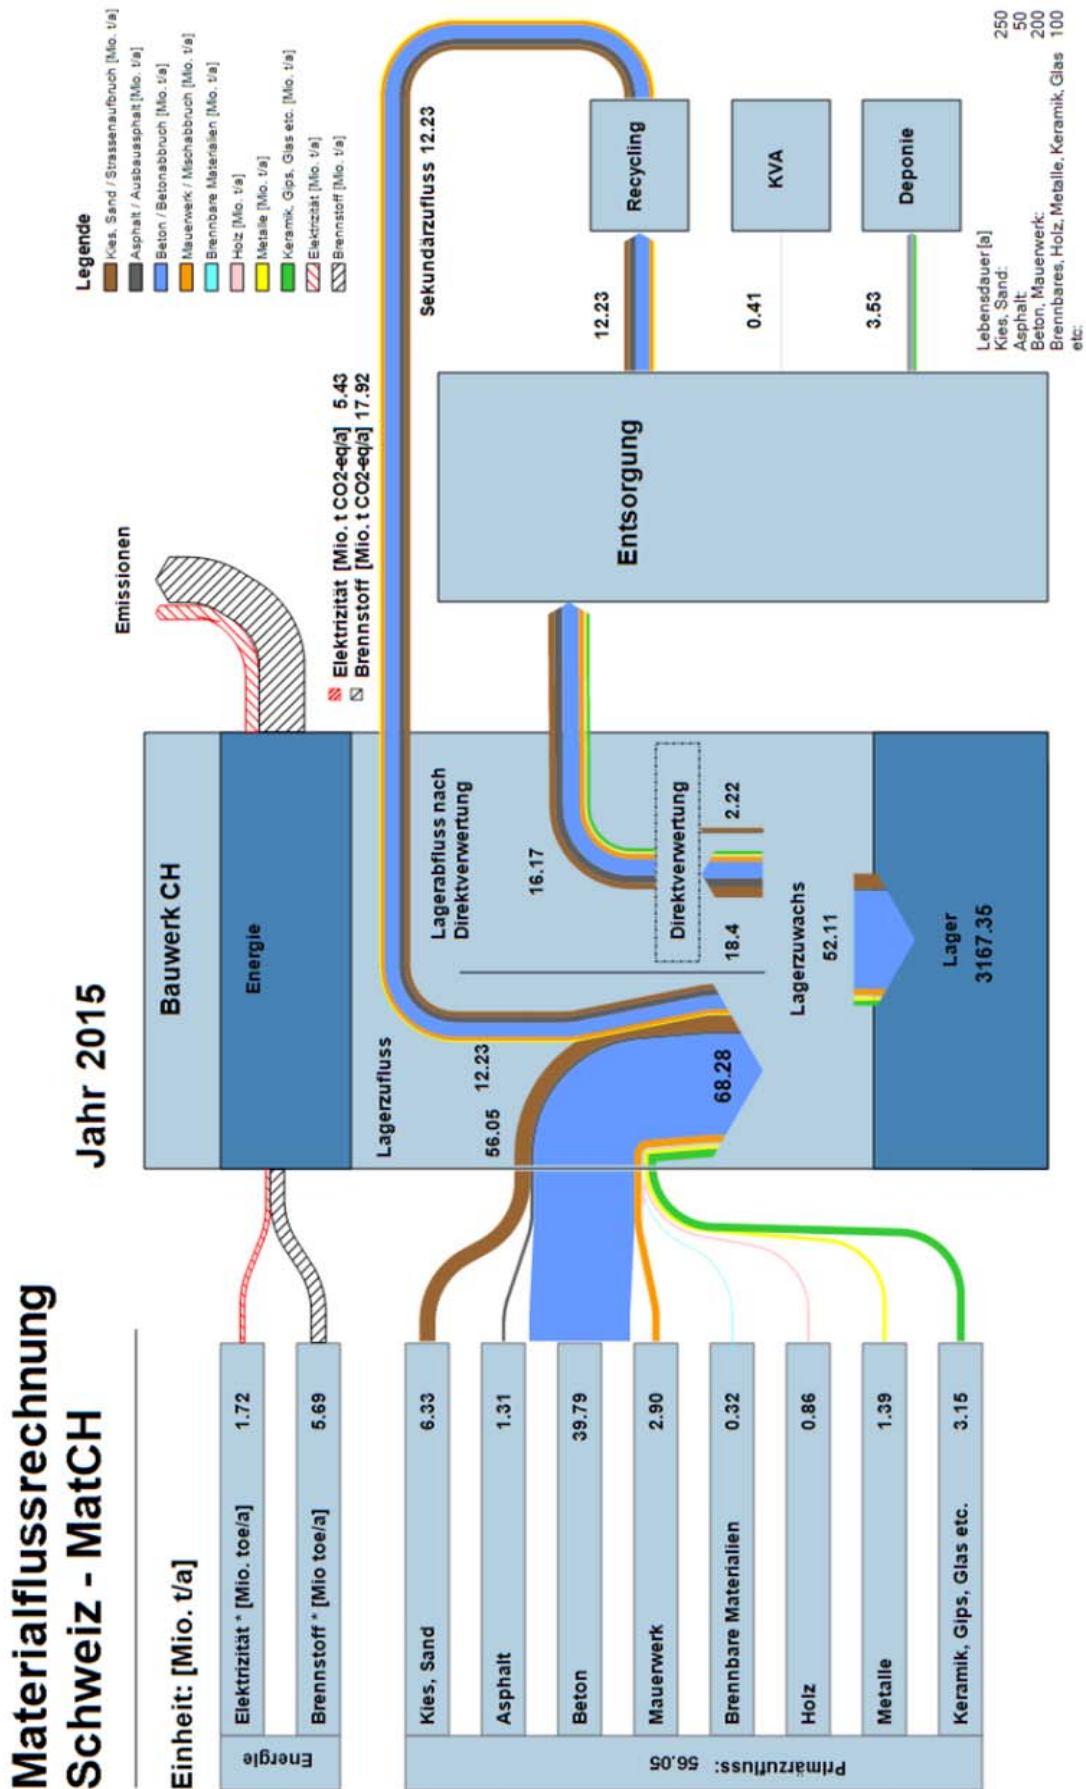 Materialflussrechnung
Schweiz - MatCH
Jahr 2015
Einheit: [Mio. t/a]
Energie
Elektrizität * [Mio. toe/a] 1.72
Brennstoff * [Mio toe/a] 5.69
Primärzufluss: 56.05
Kies, Sand 6.33
Asphalt 1.31
Beton 39.79
Mauerwerk 2.90
Brennbare Materialien 0.32
Holz 0.86
Metalle 1.39
Keramik, Gips, Glas etc. 3.15
Bauwerk CH
Energie
Lagerzufluss
56.05
12.23
68.28
Lagerabfluss nach
Direktverwertung
16.17
Direktverwertung
18.4
2.22
Lagerzuwachs
52.11
Lager
3167.35
Emissionen
Elektrizität [Mio. t CO2-eq/a] 5.43
Brennstoff [Mio. t CO2-eq/a] 17.92
Sekundärzufluss 12.23
Entsorgung
12.23
0.41
3.53
Recycling
KVA
Deponie
Legende
Kies, Sand / Strassenaufbruch [Mio. t/a]
Asphalt / Ausbauasphalt [Mio. t/a]
Beton / Betonabbruch [Mio. t/a]
Mauerwerk / Mischabbruch [Mio. t/a]
Brennbare Materialien [Mio. t/a]
Holz [Mio. t/a]
Metalle [Mio. t/a]
Keramik, Gips, Glas etc. [Mio. t/a]
Elektrizität [Mio. t/a]
Brennstoff [Mio. t/a]
Lebensdauer [a]
Kies, Sand: 250
Asphalt: 50
Beton, Mauerwerk: 200
Brennbares, Holz, Metalle, Keramik, Glas 100
etc: